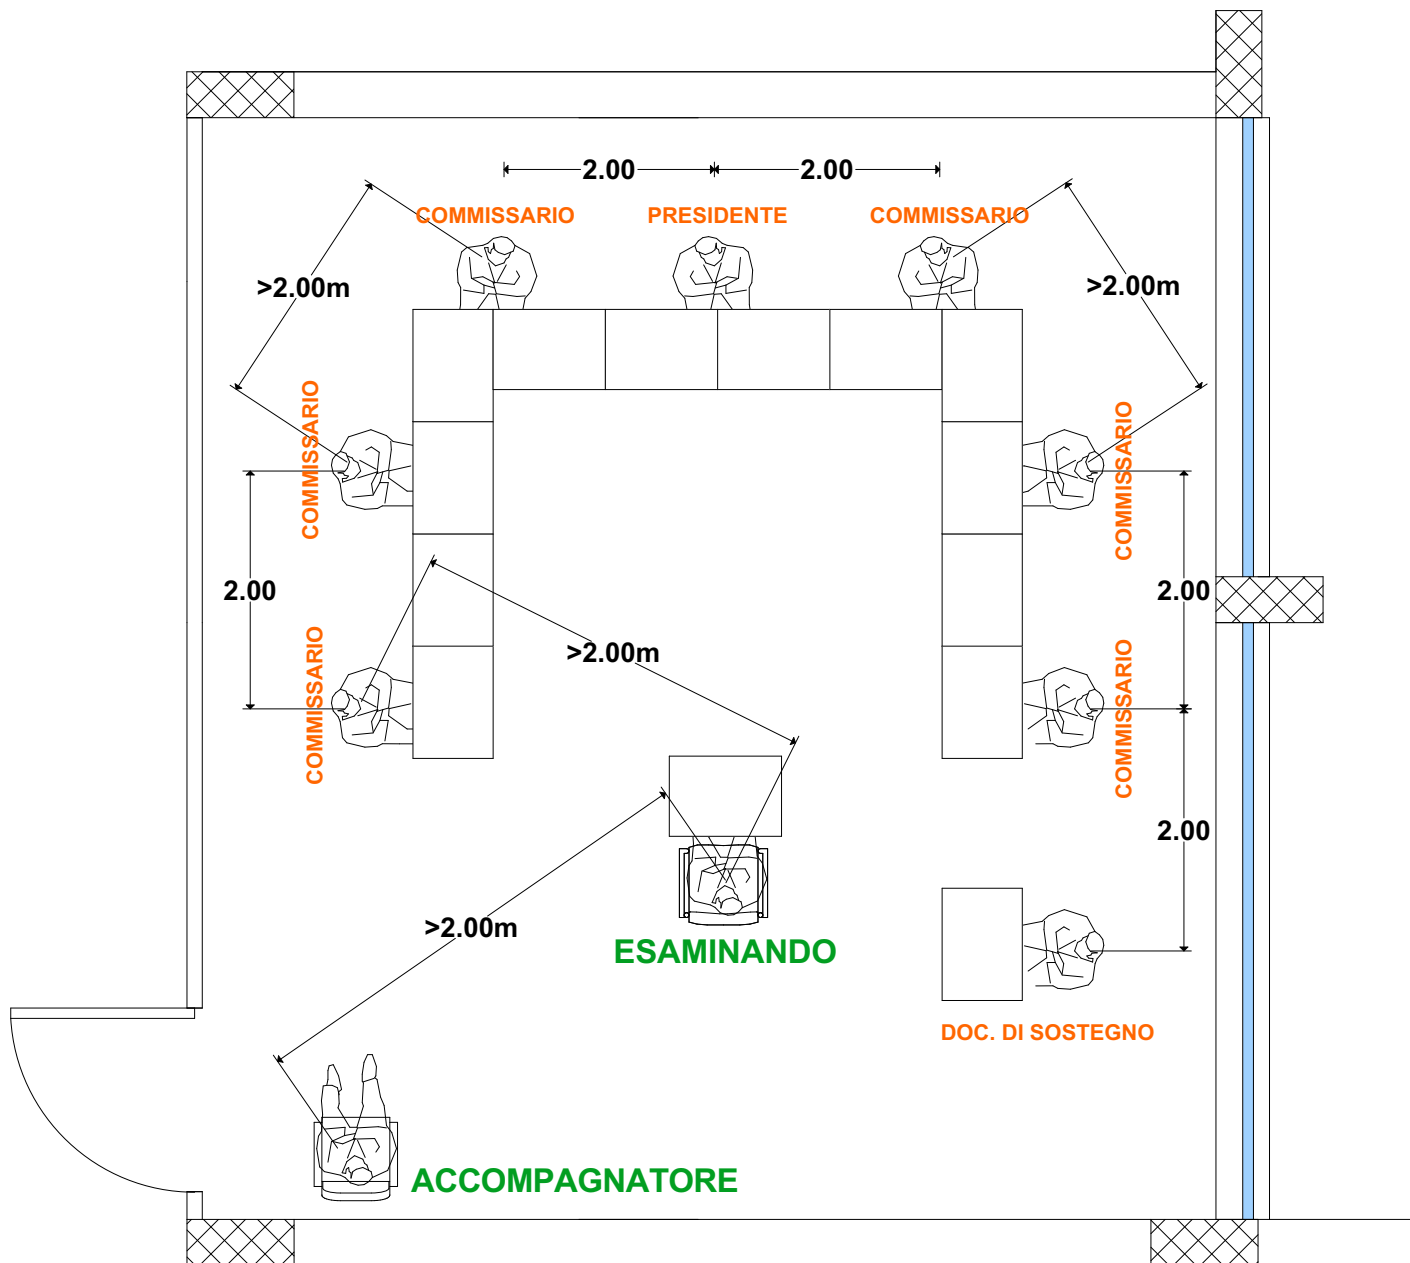 2.00
2.00
COMMISSARIO
PRESIDENTE
COMMISSARIO
>2.00m
>2.00m
COMMISSARIO
COMMISSARIO
2.00
2.00
>2.00m
COMMISSARIO
COMMISSARIO
2.00
>2.00m
ESAMINANDO
DOC. DI SOSTEGNO
ACCOMPAGNATORE